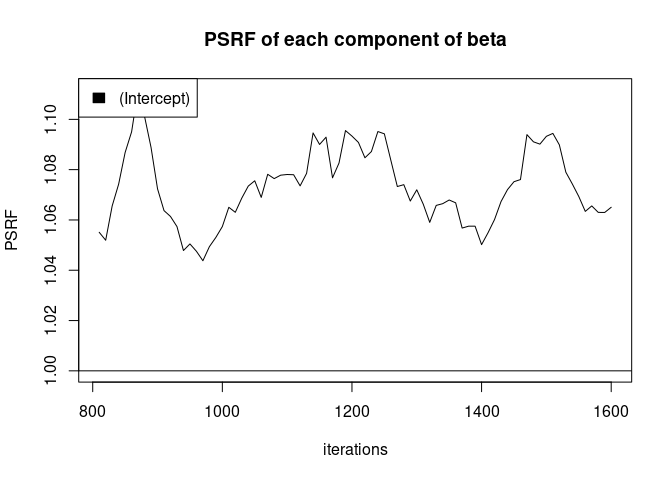 PSRF of each component of beta
(Intercept)
PSRF
1.10
1.08
1.06
1.04
1.02
1.00
800 1000 1200 1400 1600
iterations